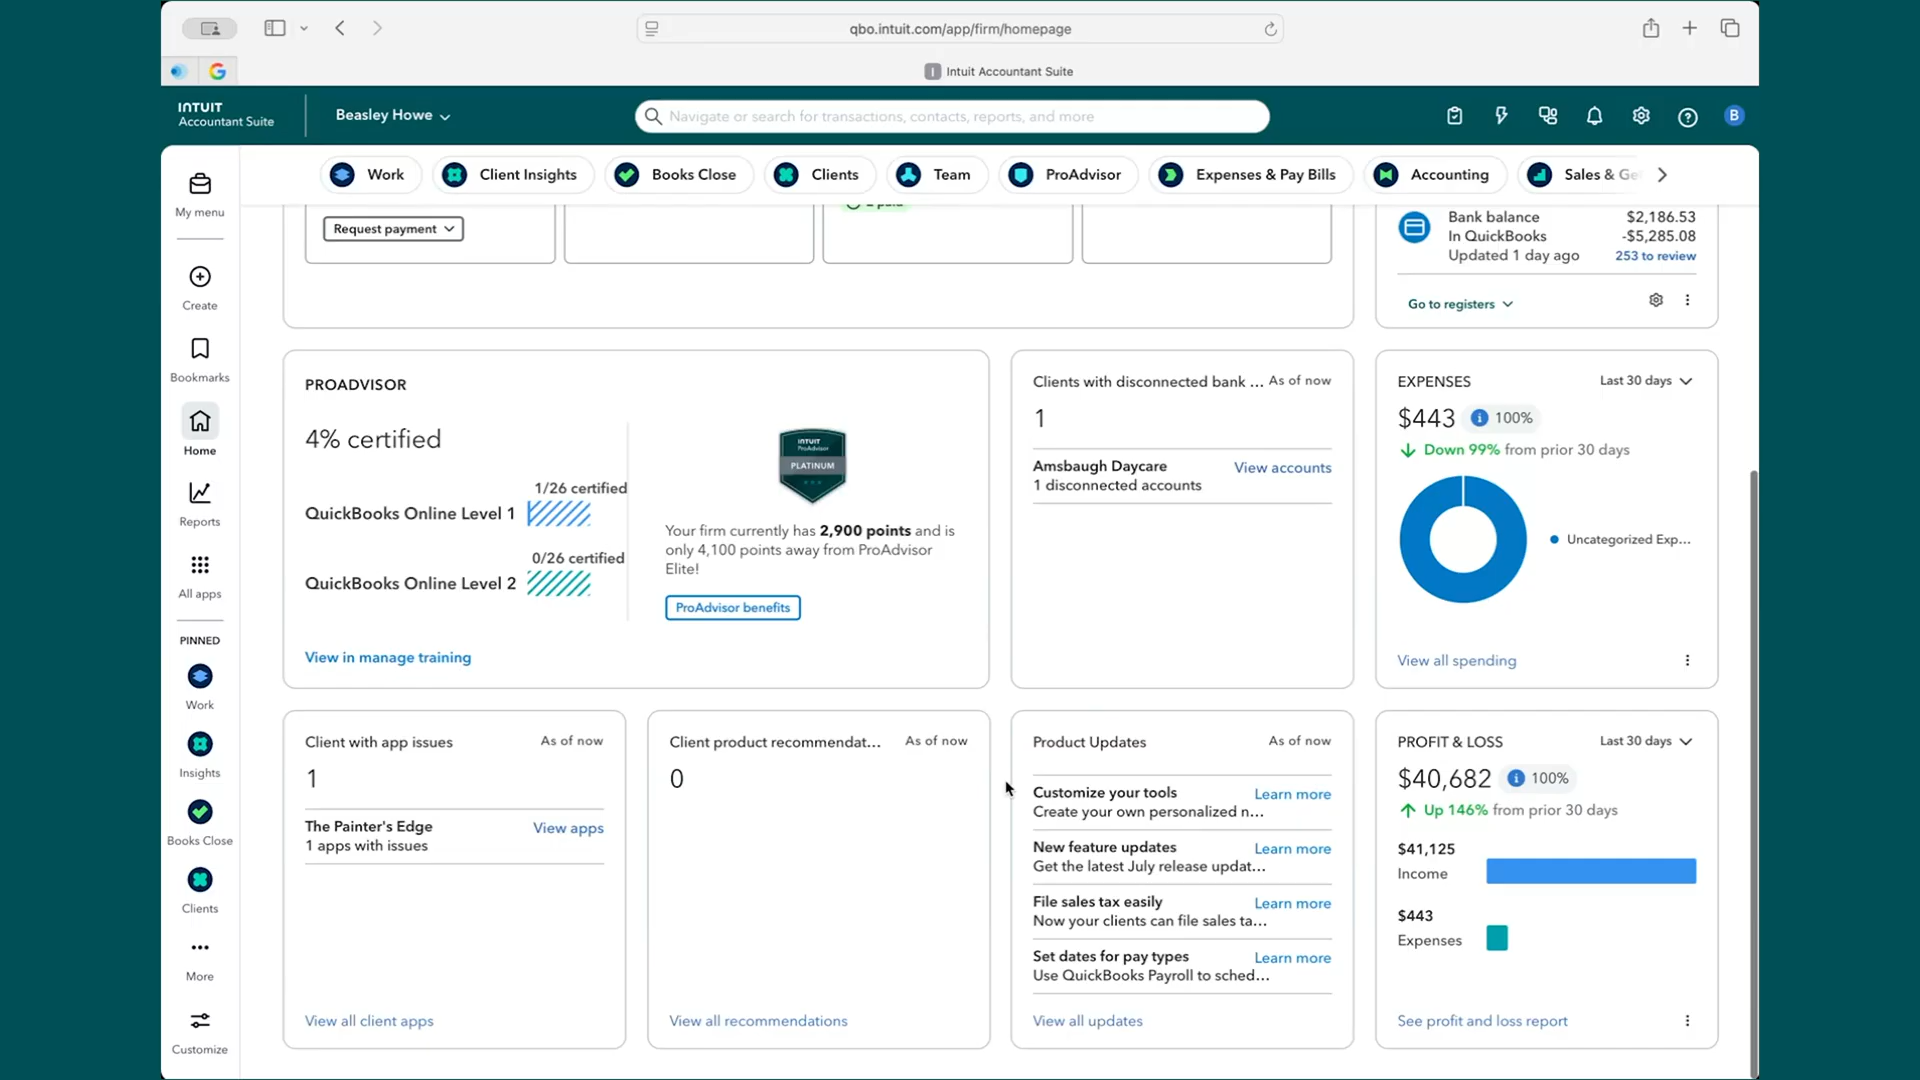 qbo.intuit.com/app/firm/homepage
Intuit Accountant Suite
INTUIT
Accountant Suite
Beasley Howe
Navigate or search for transactions, contacts, reports, and more
B
My menu
Create
Bookmarks
Home
Reports
All apps
PINNED
Work
Insights
Books Close
Clients
More
Customize
Work
Client Insights
Books Close
Clients
Team
ProAdvisor
Expenses & Pay Bills
Accounting
Sales & Ge
Request payment
Bank balance $2,186.53
In QuickBooks -$5,285.08
Updated 1 day ago 253 to review
Go to registers
PROADVISOR
4% certified
1/26 certified
QuickBooks Online Level 1
0/26 certified
QuickBooks Online Level 2
View in manage training
INTUIT
ProAdvisor
PLATINUM
Your firm currently has 2,900 points and is
only 4,100 points away from ProAdvisor
Elite!
ProAdvisor benefits
Clients with disconnected bank ... As of now
1
Amsbaugh Daycare View accounts
1 disconnected accounts
EXPENSES Last 30 days
$443 100%
Down 99% from prior 30 days
Uncategorized Exp...
View all spending
Client with app issues As of now
1
The Painter's Edge View apps
1 apps with issues
View all client apps
Client product recommendat... As of now
0
View all recommendations
Product Updates As of now
Customize your tools Learn more
Create your own personalized n...
New feature updates Learn more
Get the latest July release updat...
File sales tax easily Learn more
Now your clients can file sales ta...
Set dates for pay types Learn more
Use QuickBooks Payroll to sched...
View all updates
PROFIT & LOSS Last 30 days
$40,682 100%
Up 146% from prior 30 days
$41,125
Income
$443
Expenses
See profit and loss report